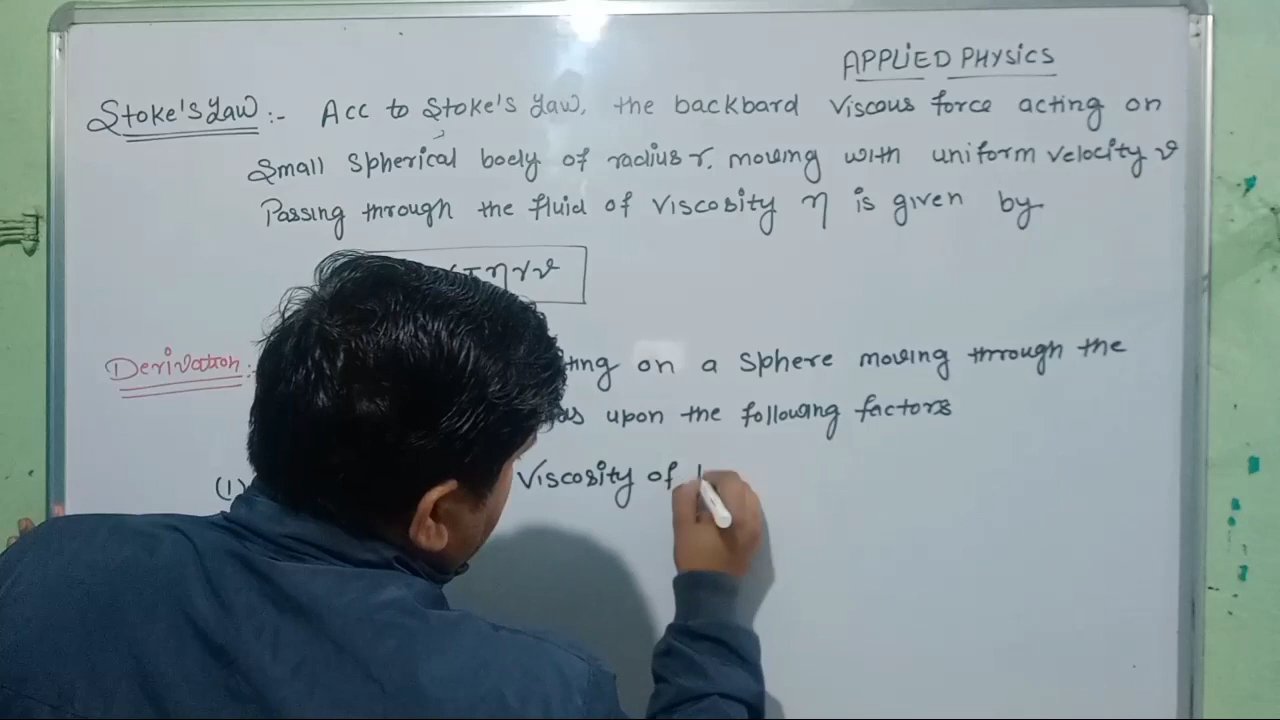 APPLIED PHYSICS
Stoke's Law :- Acc to Stoke's Law, the backbard Viscous force acting on
Small Spherical body of radius r. moving with uniform velocity v
Passing through the fluid of Viscosity η is given by
πηrv
Derivation :- on a Sphere moving through the
upon the following factors
(1) Viscosity of